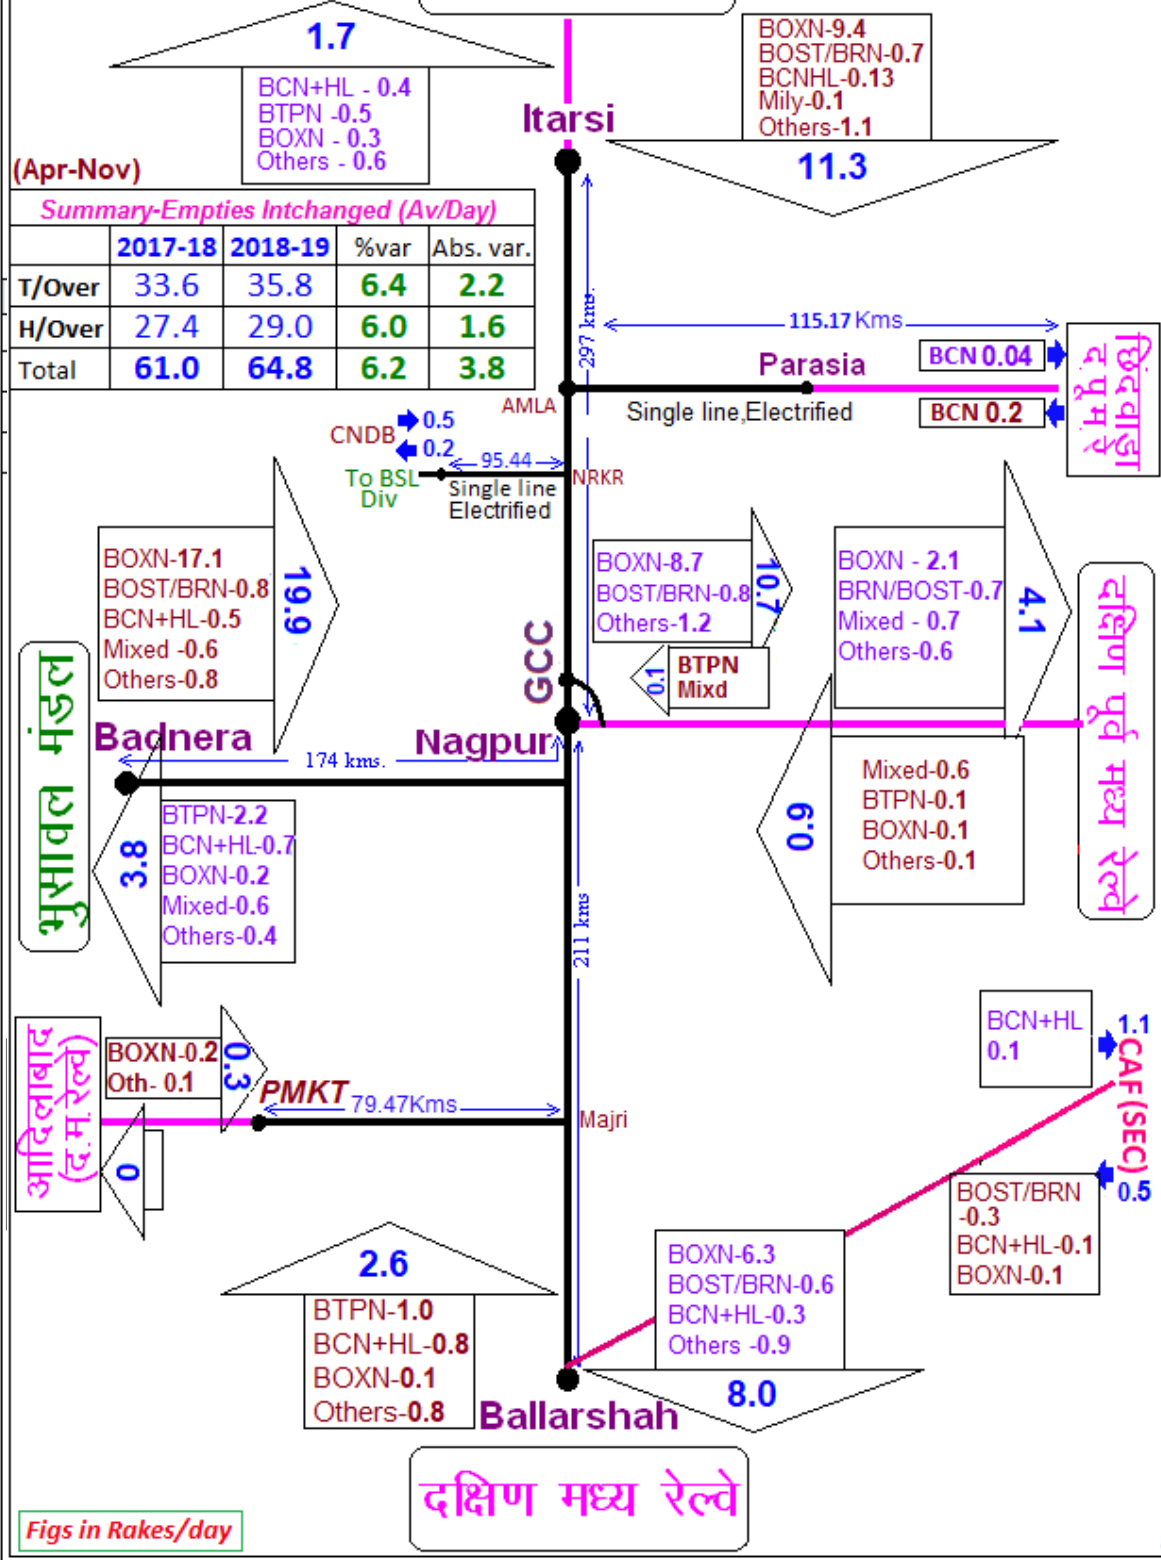 1.7
BCN+HL - 0.4
BTPN -0.5
BOXN - 0.3
Others - 0.6
BOXN-9.4
BOST/BRN-0.7
BCNHL-0.13
Mily-0.1
Others-1.1
11.3
Itarsi
(Apr-Nov)
Summary-Empties Intchanged (Av/Day)
2017-18 2018-19 %var Abs. var.
T/Over 33.6 35.8 6.4 2.2
H/Over 27.4 29.0 6.0 1.6
Total 61.0 64.8 6.2 3.8
297 kms.
115.17 Kms
Parasia
BCN 0.04
BCN 0.2
छिंदवाडा
द पू म रे
AMLA
Single line,Electrified
CNDB
0.5
0.2
95.44
To BSL
Div
NRKR
Single line
Electrified
BOXN-17.1
BOST/BRN-0.8
BCN+HL-0.5
Mixed -0.6
Others-0.8
19.9
BOXN-8.7
BOST/BRN-0.8
Others-1.2
10.7
BOXN - 2.1
BRN/BOST-0.7
Mixed - 0.7
Others-0.6
4.1
0.1
BTPN
Mixd
GCC
भुसावल मंडल
दक्षिण पूर्व मध्य रेल्वे
Badnera
Nagpur
174 kms.
BTPN-2.2
BCN+HL-0.7
BOXN-0.2
Mixed-0.6
Others-0.4
3.8
0.9
Mixed-0.6
BTPN-0.1
BOXN-0.1
Others-0.1
211 kms
आदिलाबाद
(द.म.रेल्वे)
BOXN-0.2
Oth- 0.1
0.3
PMKT
79.47Kms
Majri
0
BCN+HL
0.1
1.1
CAF (SEC)
0.5
BOST/BRN
-0.3
BCN+HL-0.1
BOXN-0.1
2.6
BTPN-1.0
BCN+HL-0.8
BOXN-0.1
Others-0.8
BOXN-6.3
BOST/BRN-0.6
BCN+HL-0.3
Others -0.9
8.0
Ballarshah
दक्षिण मध्य रेल्वे
Figs in Rakes/day